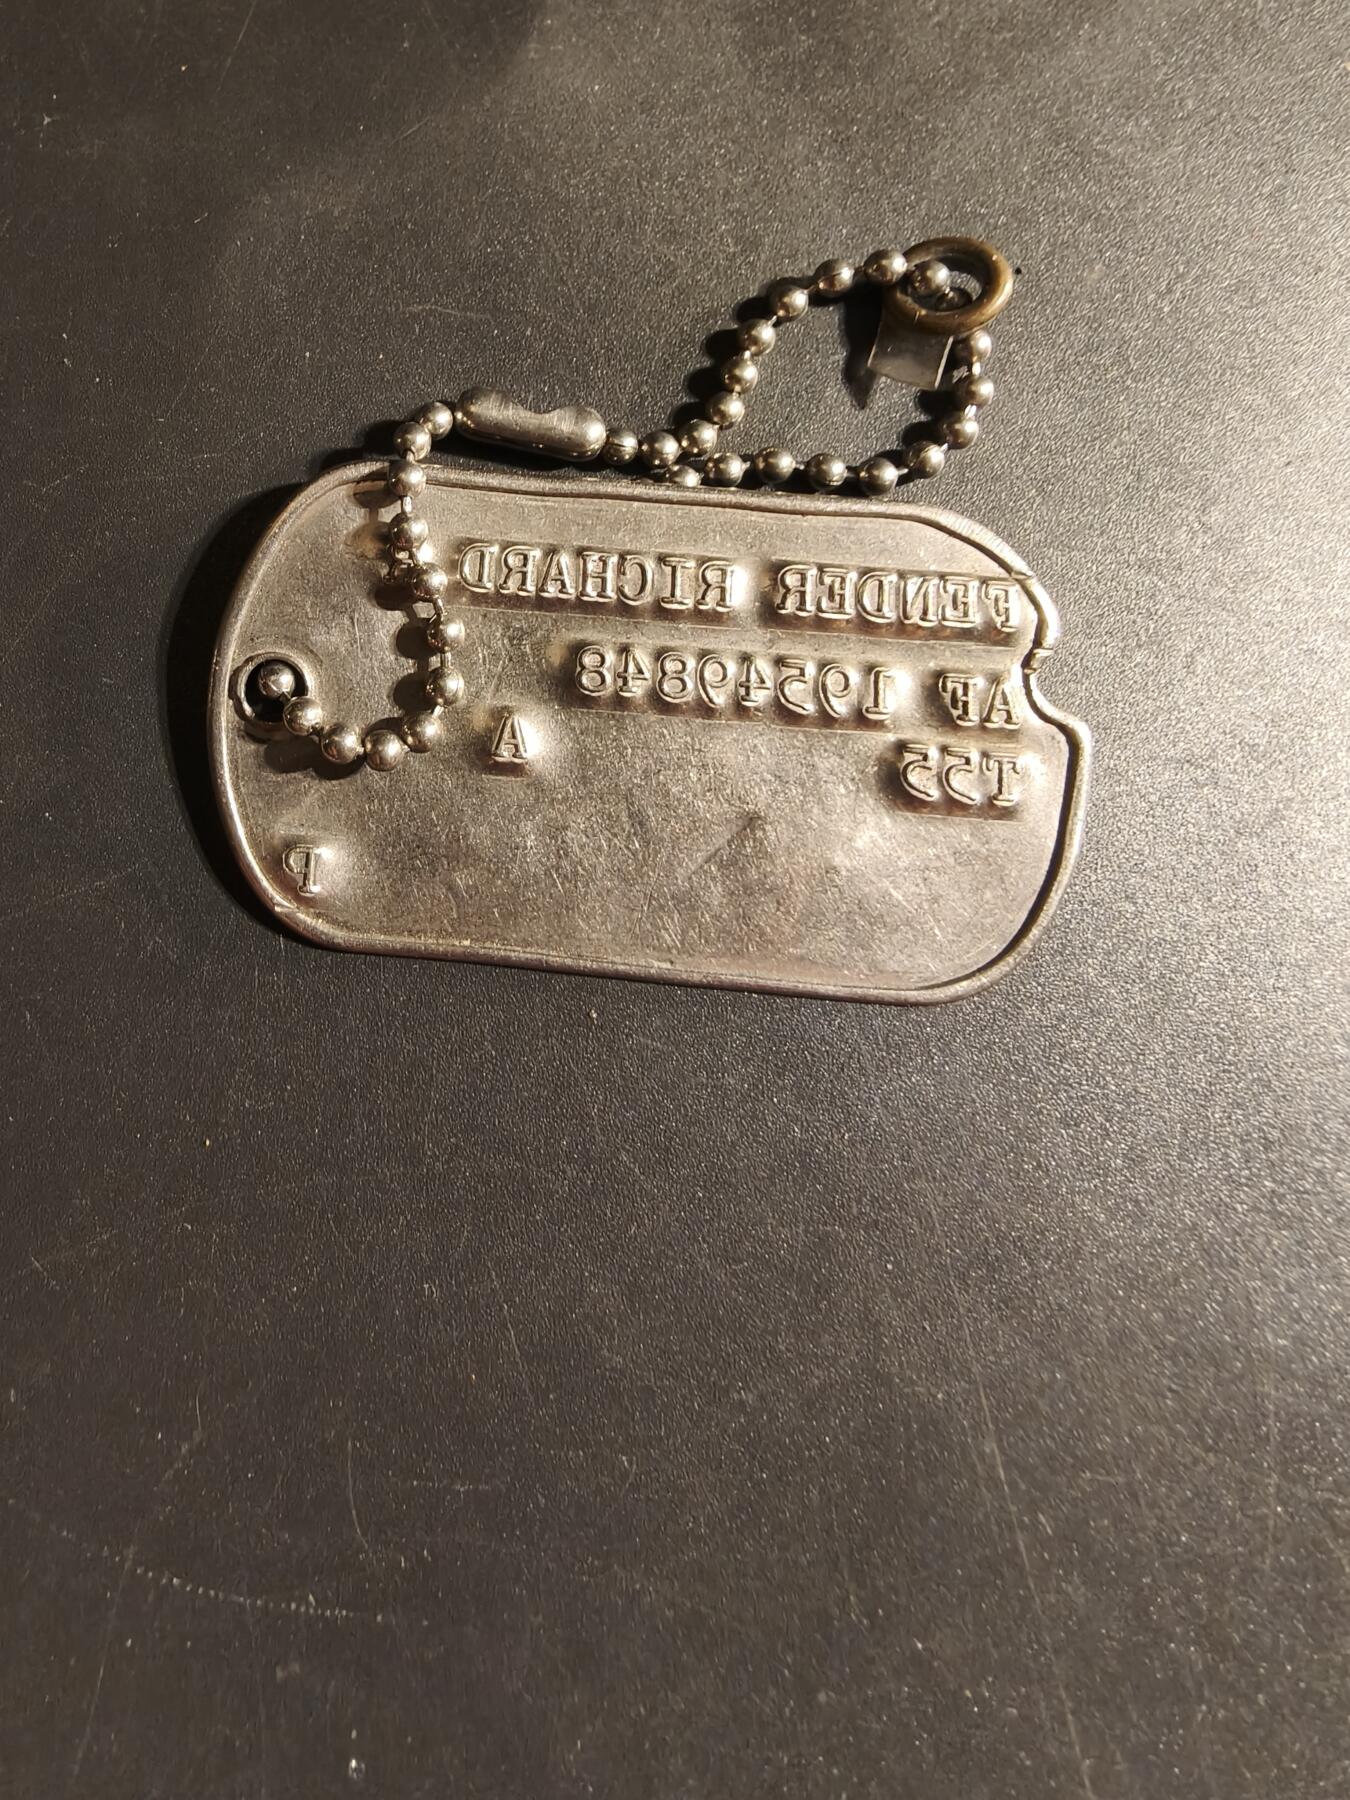 FENDER RICHARD
AF 19549848
T55 A
P